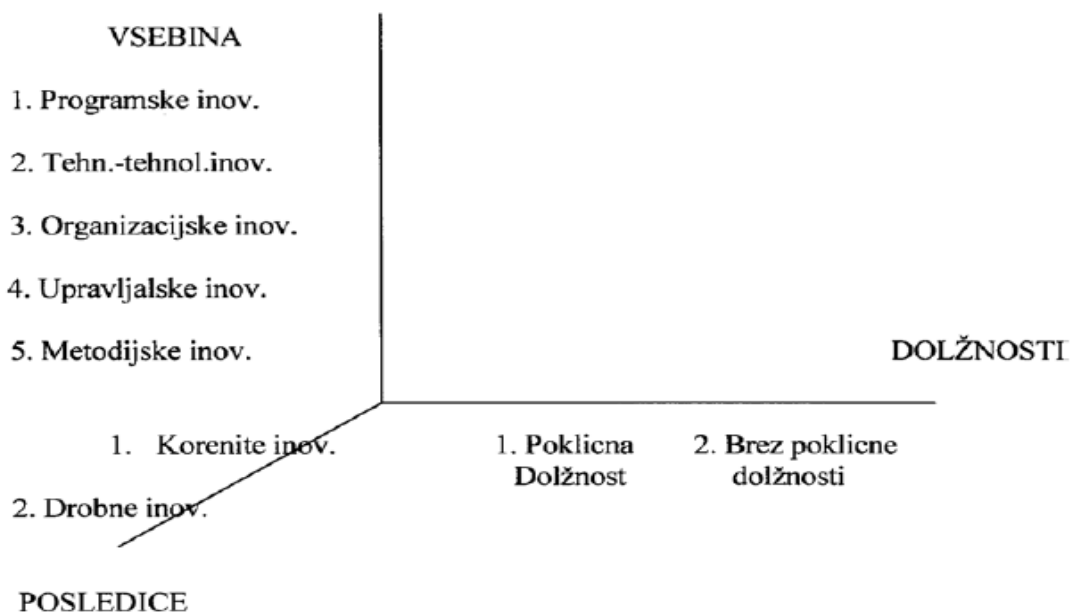 VSEBINA
1. Programske inov.
2. Tehn.-tehnol.inov.
3. Organizacijske inov.
4. Upravljalske inov.
5. Metodijske inov.
DOLŽNOSTI
1. Korenite inov.
2. Drobne inov.
1. Poklicna
Dolžnost
2. Brez poklicne
dolžnosti
POSLEDICE